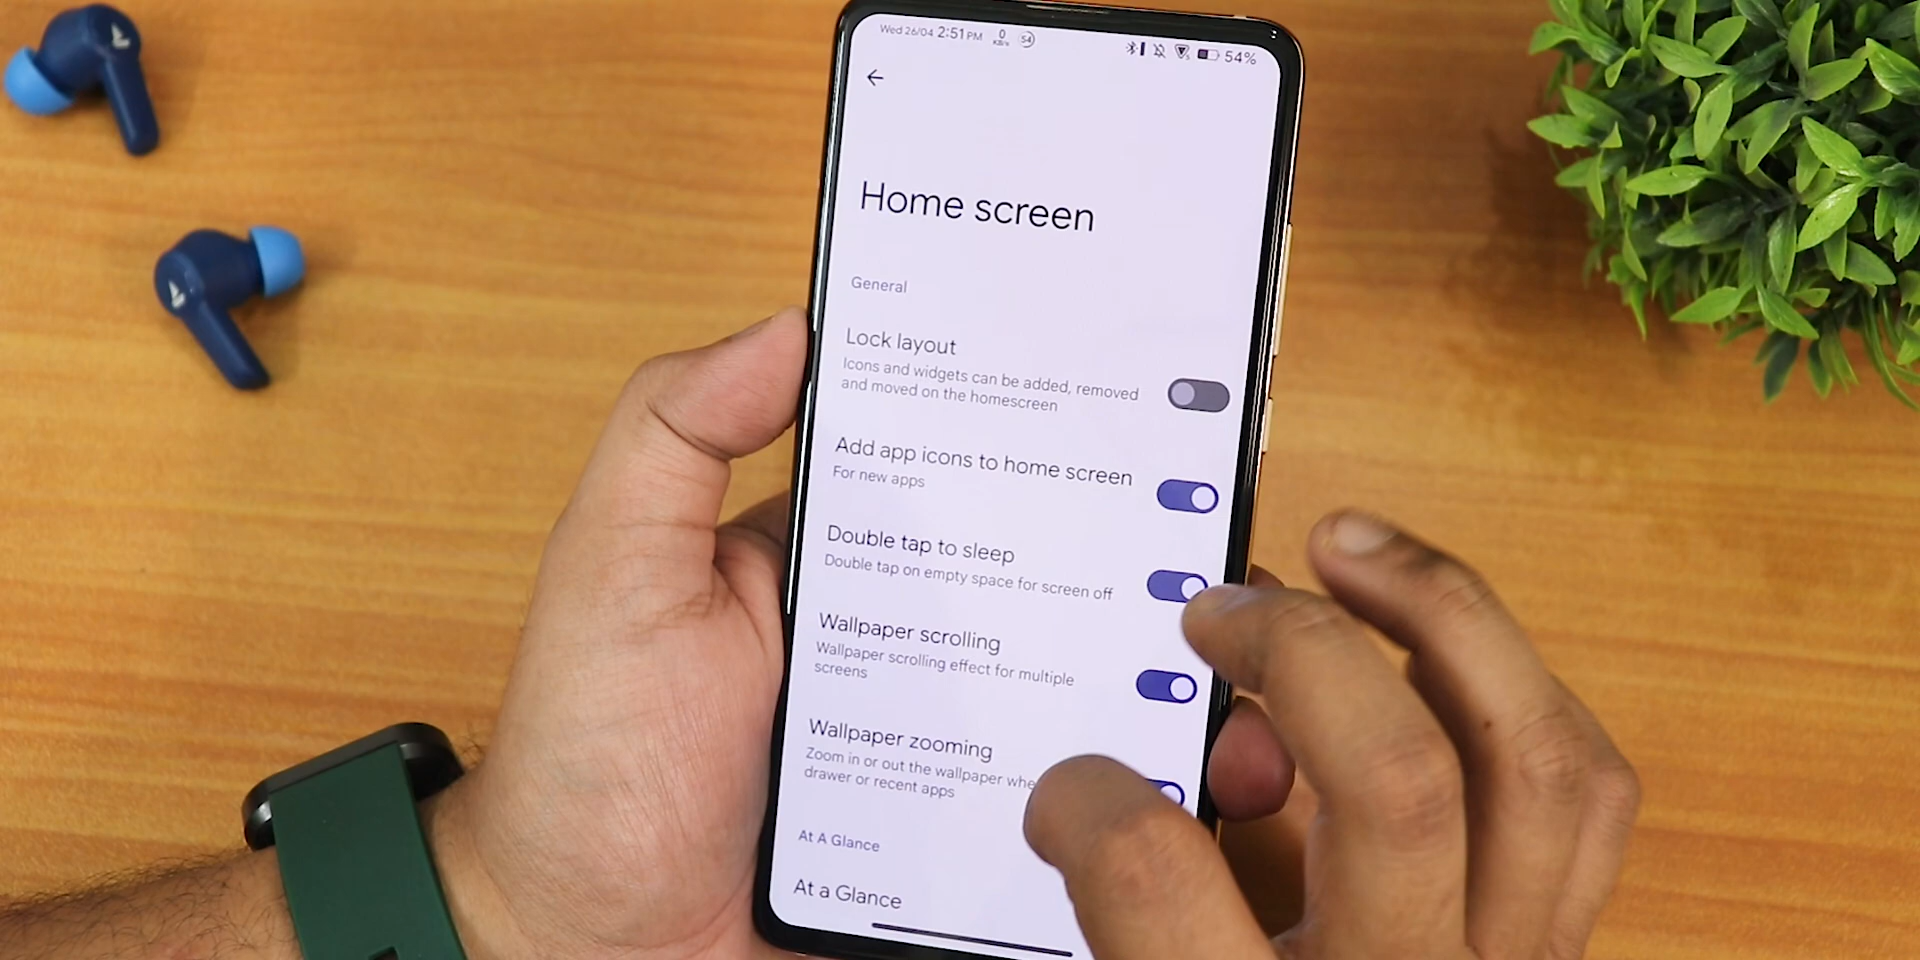 Wed 26/04 2:51 PM 0 KB/s 54 54%
Home screen
General
Lock layout
Icons and widgets can be added, removed
and moved on the homescreen
Add app icons to home screen
For new apps
Double tap to sleep
Double tap on empty space for screen off
Wallpaper scrolling
Wallpaper scrolling effect for multiple
screens
Wallpaper zooming
Zoom in or out the wallpaper
drawer or recent apps
At A Glance
At a Glance